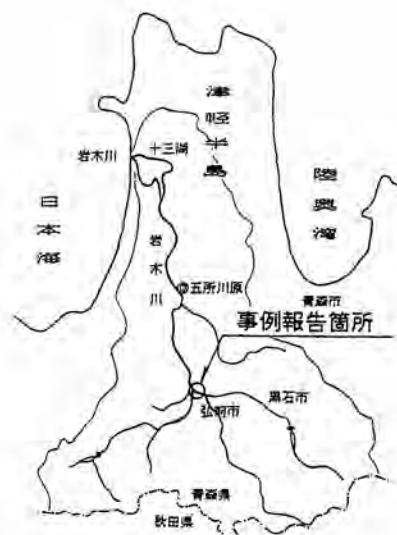 津軽半島
十三湖
岩木川
陸奥湾
日本海
岩木川
◎五所川原
青森市
事例報告箇所
黒石市
弘前市
青森県
秋田県